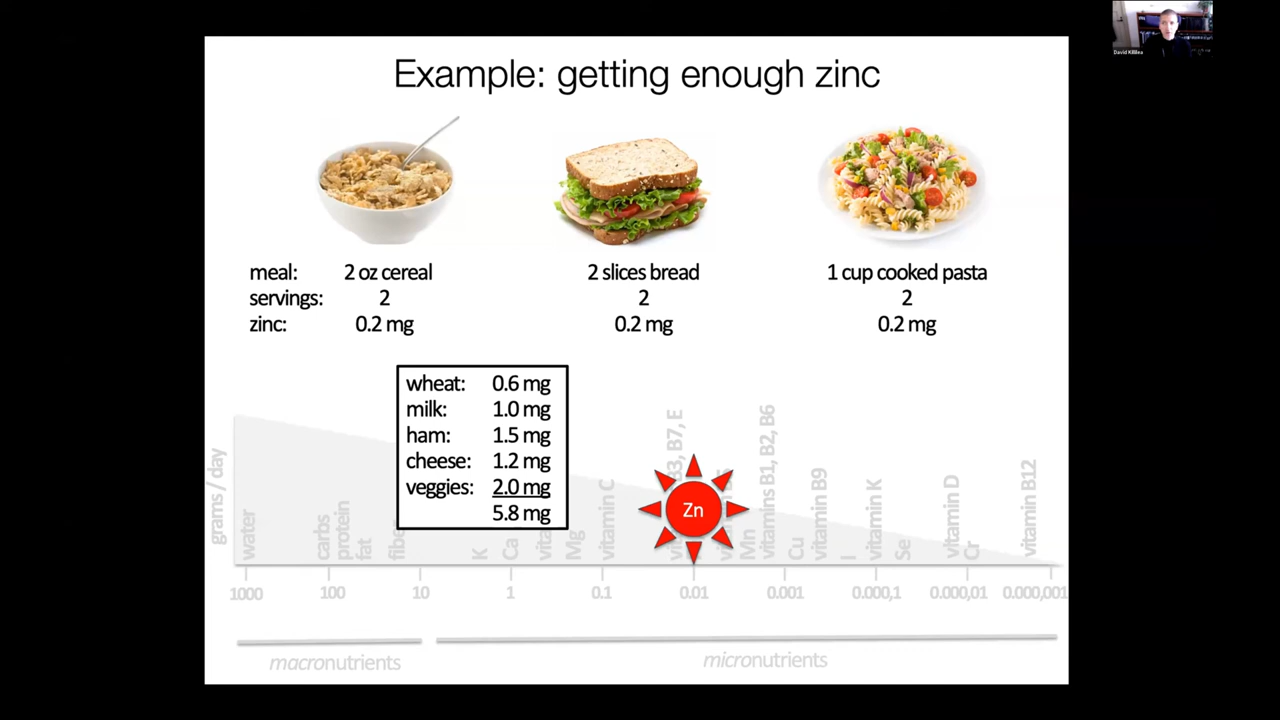 David Killilea
Example: getting enough zinc
meal: 2 oz cereal 2 slices bread 1 cup cooked pasta
servings: 2 2 2
zinc: 0.2 mg 0.2 mg 0.2 mg
wheat: 0.6 mg
milk: 1.0 mg
ham: 1.5 mg
cheese: 1.2 mg
veggies: 2.0 mg
5.8 mg
grams / day
water
carbs
protein
fat
K
Ca
Mg
vitamin C
B3, B7, E
Zn
Mn
vitamins B1, B2, B6
Cu
vitamin B9
I
vitamin K
Se
vitamin D
Cr
vitamin B12
1000 100 10 1 0.1 0.01 0.001 0.000,1 0.000,01 0.000,001
macronutrients micronutrients